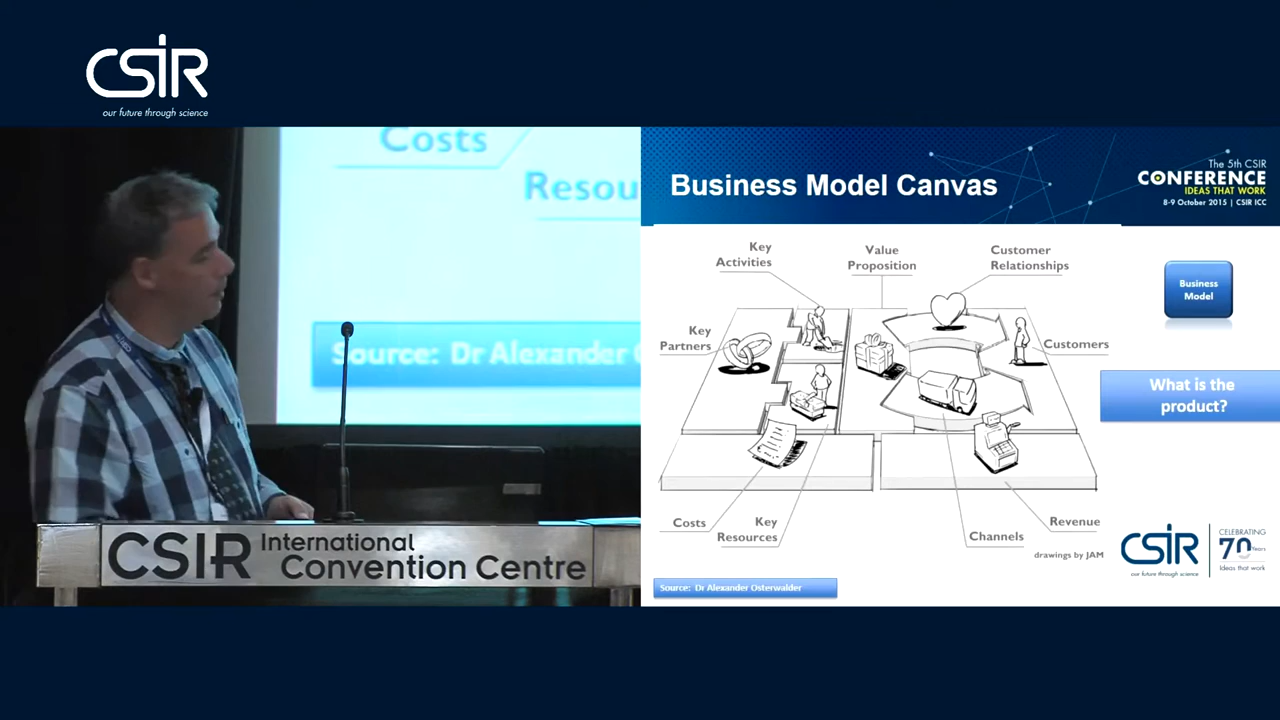 CSIR
our future through science
Costs
Resou
Source: Dr Alexander
CSIR International
Convention Centre
Business Model Canvas
The 5th CSIR
CONFERENCE
IDEAS THAT WORK
8-9 October 2015 | CSIR ICC
Key
Activities
Value
Proposition
Customer
Relationships
Key
Partners
Customers
Costs
Key
Resources
Channels
Revenue
drawings by JAM
Source: Dr Alexander Osterwalder
Business
Model
What is the
product?
CSIR
our future through science
CELEBRATING
70 Years
Ideas that work